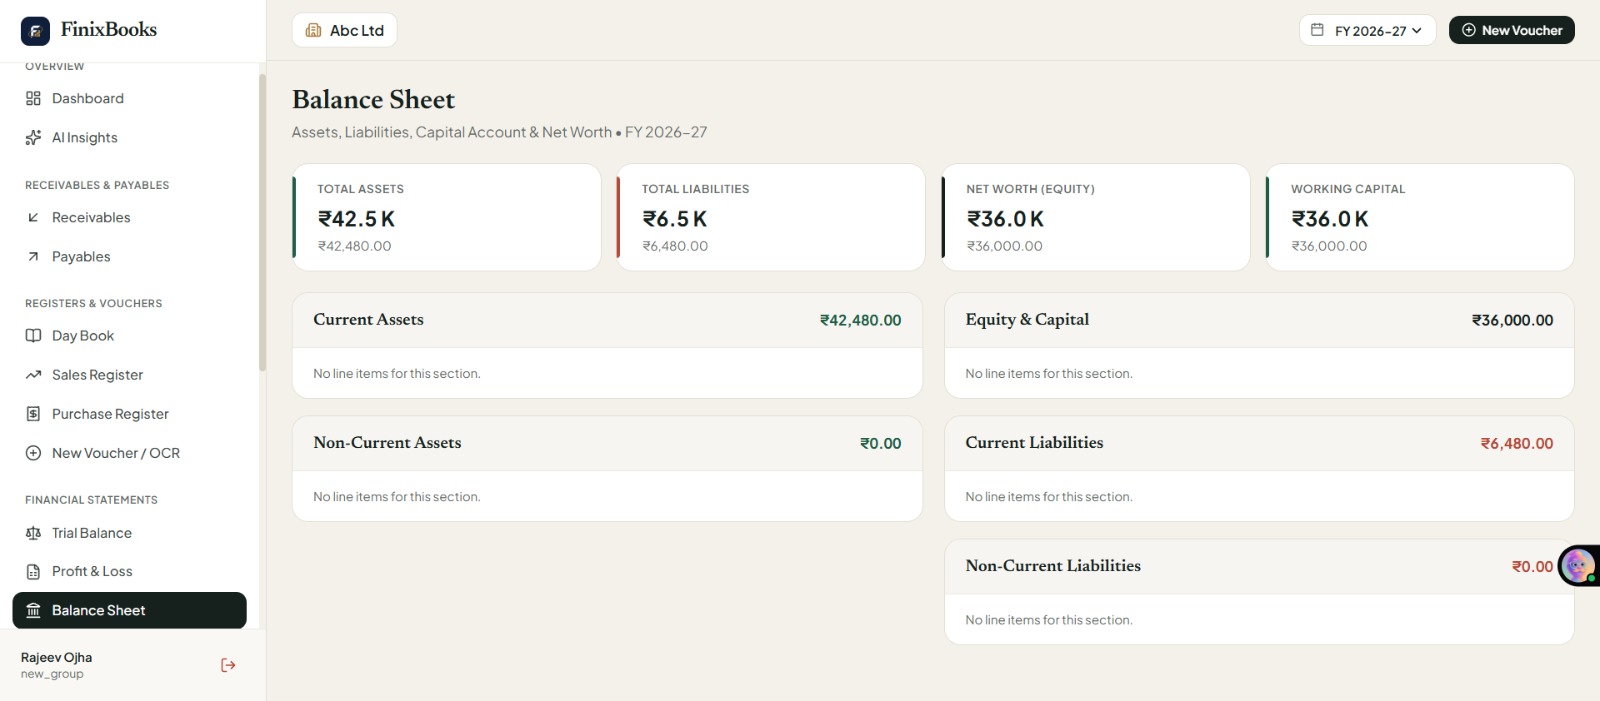 FinixBooks
OVERVIEW
Dashboard
AI Insights
RECEIVABLES & PAYABLES
Receivables
Payables
REGISTERS & VOUCHERS
Day Book
Sales Register
Purchase Register
New Voucher / OCR
FINANCIAL STATEMENTS
Trial Balance
Profit & Loss
Balance Sheet
Rajeev Ojha
new_group
Abc Ltd
FY 2026-27
New Voucher
Balance Sheet
Assets, Liabilities, Capital Account & Net Worth • FY 2026–27
TOTAL ASSETS
₹42.5 K
₹42,480.00
TOTAL LIABILITIES
₹6.5 K
₹6,480.00
NET WORTH (EQUITY)
₹36.0 K
₹36,000.00
WORKING CAPITAL
₹36.0 K
₹36,000.00
Current Assets ₹42,480.00
No line items for this section.
Non-Current Assets ₹0.00
No line items for this section.
Equity & Capital ₹36,000.00
No line items for this section.
Current Liabilities ₹6,480.00
No line items for this section.
Non-Current Liabilities ₹0.00
No line items for this section.